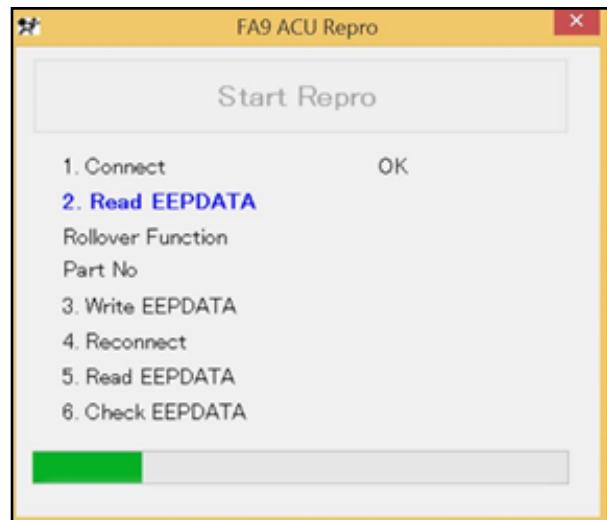 FA9 ACU Repro
Start Repro
1. Connect OK
2. Read EEPDATA
Rollover Function
Part No
3. Write EEPDATA
4. Reconnect
5. Read EEPDATA
6. Check EEPDATA